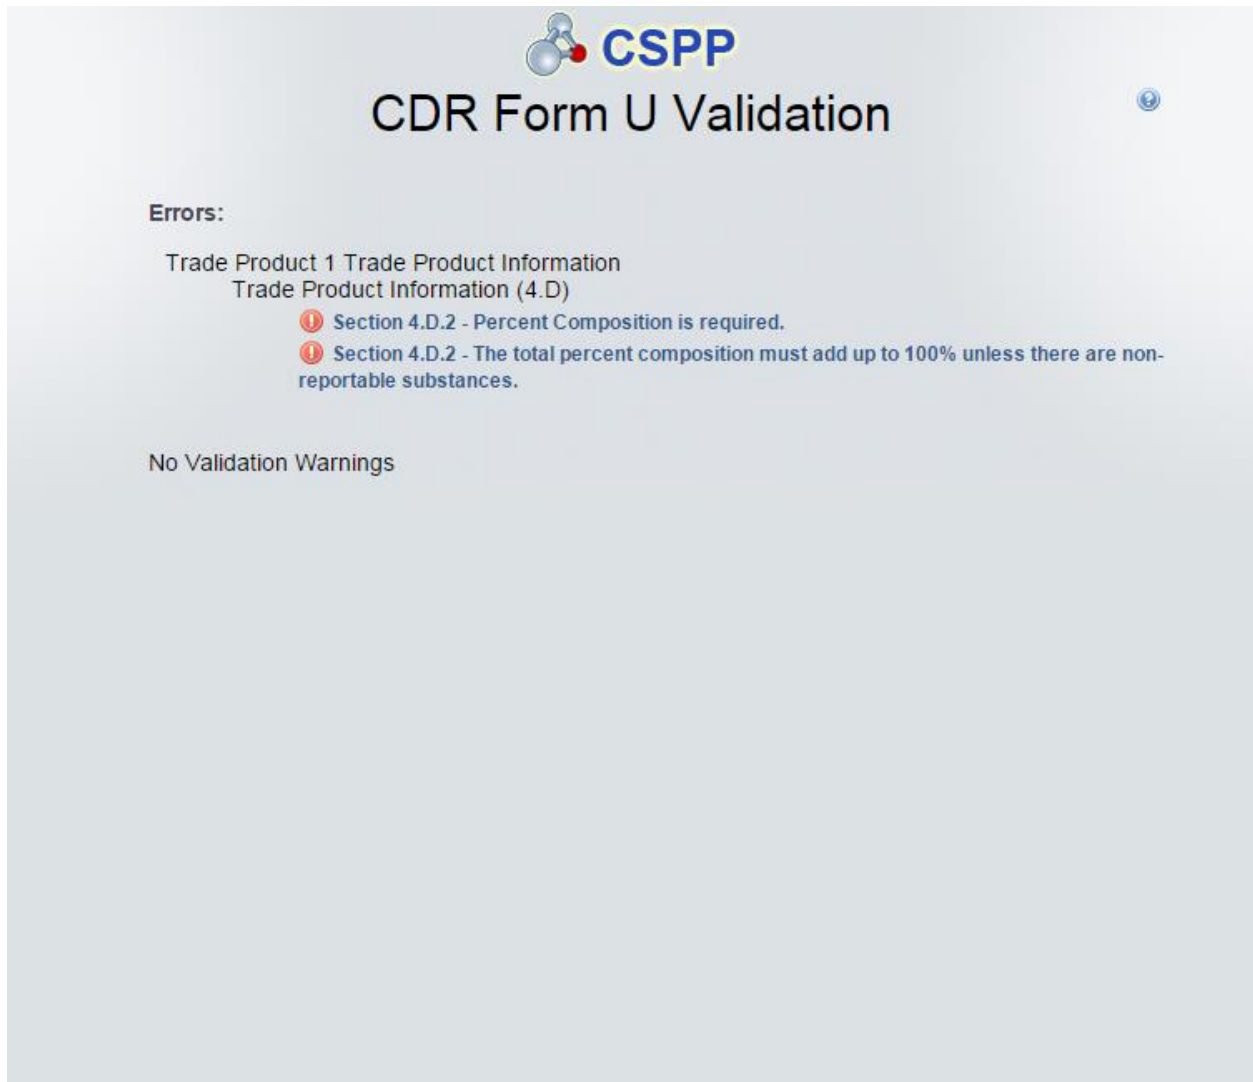 CSPP
CDR Form U Validation
Errors:
Trade Product 1 Trade Product Information
Trade Product Information (4.D)
Section 4.D.2 - Percent Composition is required.
Section 4.D.2 - The total percent composition must add up to 100% unless there are non-
reportable substances.
No Validation Warnings